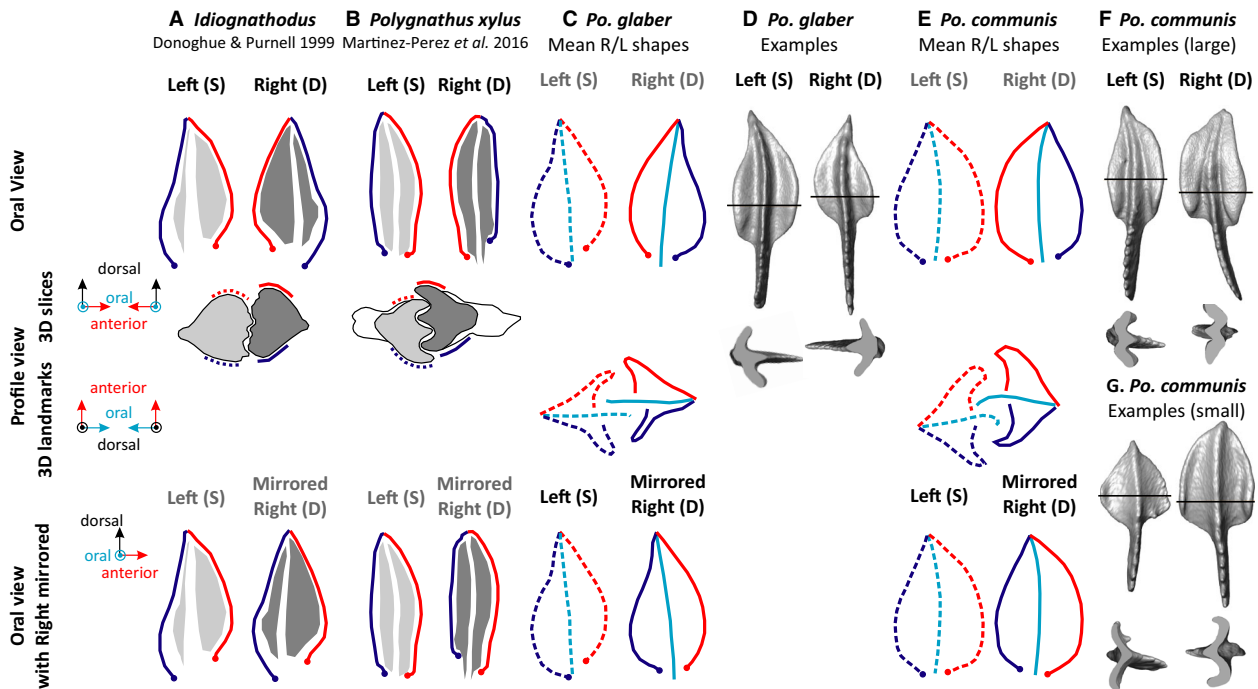 A Idiognathodus
Donoghue & Purnell 1999
Left (S) Right (D)
B Polygnathus xylus
Martinez-Perez et al. 2016
Left (S) Right (D)
C Po. glaber
Mean R/L shapes
Left (S) Right (D)
D Po. glaber
Examples
Left (S) Right (D)
E Po. communis
Mean R/L shapes
Left (S) Right (D)
F Po. communis
Examples (large)
Left (S) Right (D)
Oral View
Profile view
3D slices
dorsal
oral
anterior
3D landmarks
anterior
oral
dorsal
G. Po. communis
Examples (small)
Oral view
with Right mirrored
dorsal
oral
anterior
Left (S) Mirrored
Right (D)
Left (S) Mirrored
Right (D)
Left (S) Mirrored
Right (D)
Left (S) Mirrored
Right (D)